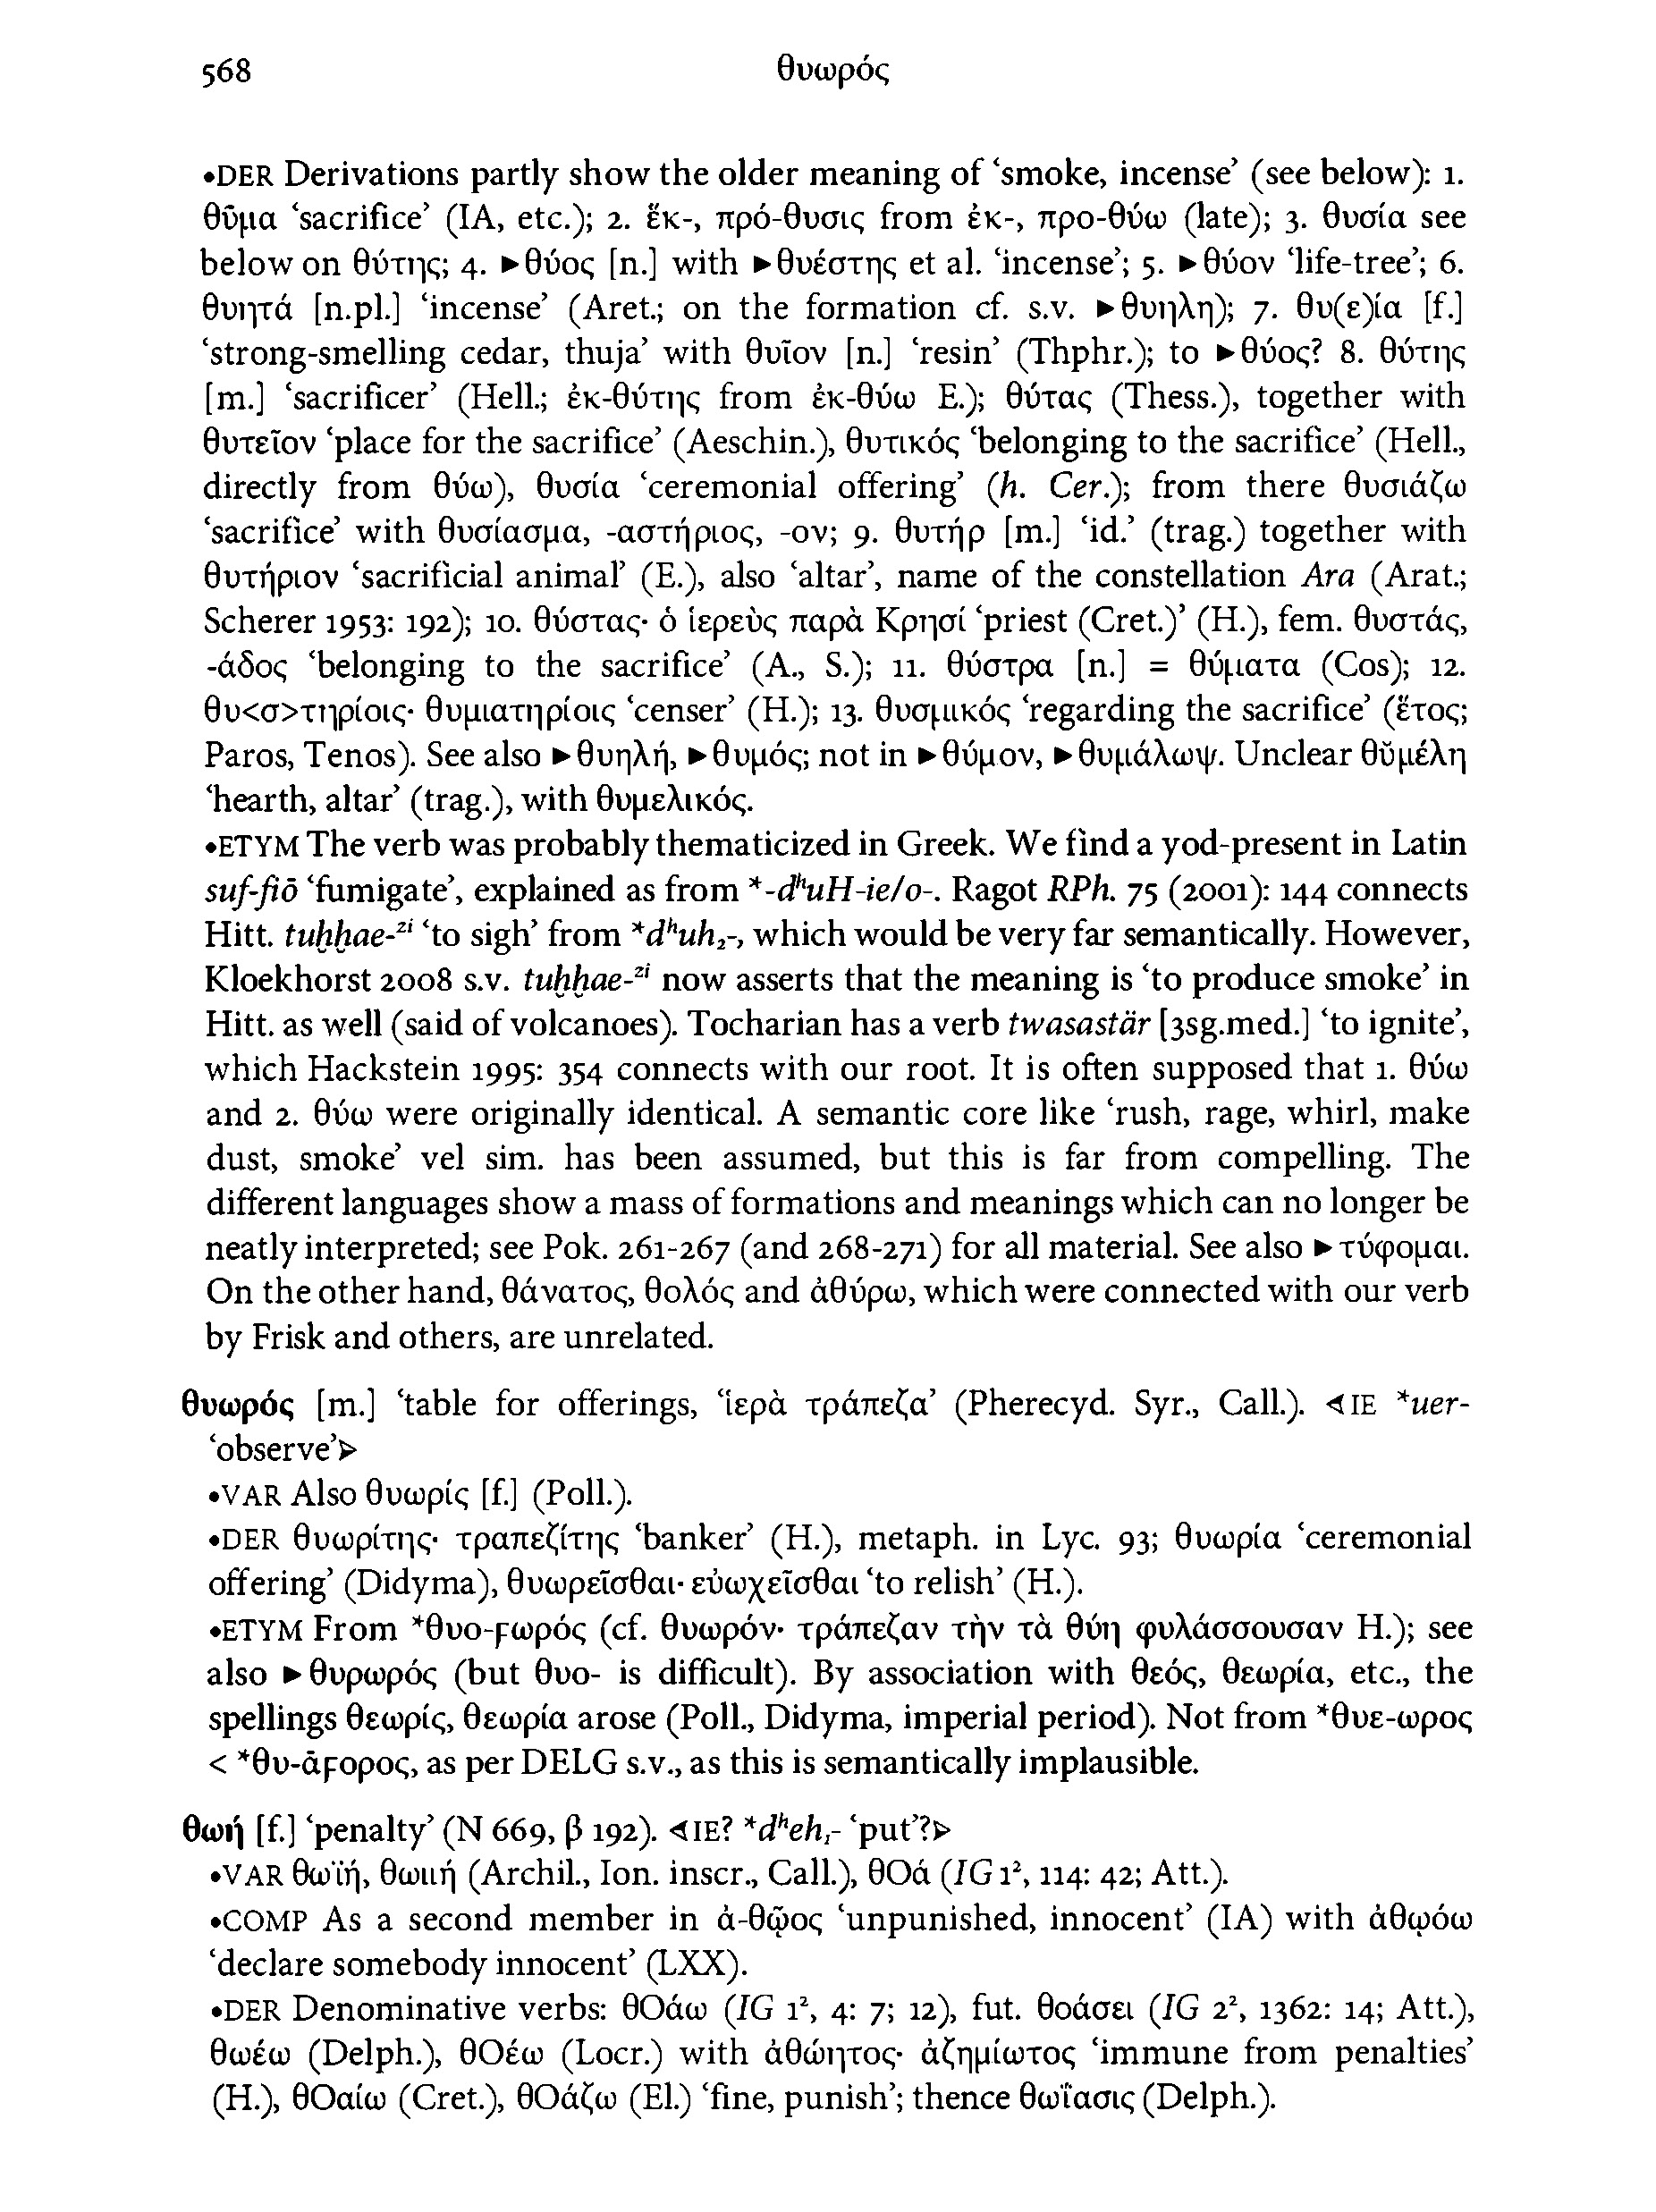 568 θυωρός
•DER Derivations partly show the older meaning of ‘smoke, incense’ (see below): 1.
θῦμα ‘sacrifice’ (IA, etc.); 2. ἔκ-, πρό-θυσις from ἐκ-, προ-θύω (late); 3. θυσία see
below on θύτης; 4. ►θύος [n.] with ►θυέστης et al. ‘incense’; 5. ►θύον ‘life-tree’; 6.
θυητά [n.pl.] ‘incense’ (Aret.; on the formation cf. s.v. ►θυηλη); 7. θυ(ε)ία [f.]
‘strong-smelling cedar, thuja’ with θυῖον [n.] ‘resin’ (Thphr.); to ►θύος? 8. θύτης
[m.] ‘sacrificer’ (Hell.; ἐκ-θύτης from ἐκ-θύω E.); θύτας (Thess.), together with
θυτεῖον ‘place for the sacrifice’ (Aeschin.), θυτικός ‘belonging to the sacrifice’ (Hell.,
directly from θύω), θυσία ‘ceremonial offering’ (h. Cer.); from there θυσιάζω
‘sacrifice’ with θυσίασμα, -αστήριος, -ον; 9. θυτήρ [m.] ‘id.’ (trag.) together with
θυτήριον ‘sacrificial animal’ (E.), also ‘altar’, name of the constellation Ara (Arat.;
Scherer 1953: 192); 10. θύστας· ὁ ἱερεὺς παρὰ Κρησί ‘priest (Cret.)’ (H.), fem. θυστάς,
-άδος ‘belonging to the sacrifice’ (A., S.); 11. θύστρα [n.] = θύματα (Cos); 12.
θυ<σ>τηρίοις· θυμιατηρίοις ‘censer’ (H.); 13. θυσμικός ‘regarding the sacrifice’ (ἔτος;
Paros, Tenos). See also ►θυηλή, ►θυμός; not in ►θύμον, ►θυμάλωψ. Unclear θῠμέλη
‘hearth, altar’ (trag.), with θυμελικός.
•ETYM The verb was probably thematicized in Greek. We find a yod-present in Latin
suf-fiō ‘fumigate’, explained as from *-dʰuH-ie/o-. Ragot RPh. 75 (2001): 144 connects
Hitt. tuḫḫae-ᶻⁱ ‘to sigh’ from *dʰuh₂-, which would be very far semantically. However,
Kloekhorst 2008 s.v. tuḫḫae-ᶻⁱ now asserts that the meaning is ‘to produce smoke’ in
Hitt. as well (said of volcanoes). Tocharian has a verb twasastär [3sg.med.] ‘to ignite’,
which Hackstein 1995: 354 connects with our root. It is often supposed that 1. θύω
and 2. θύω were originally identical. A semantic core like ‘rush, rage, whirl, make
dust, smoke’ vel sim. has been assumed, but this is far from compelling. The
different languages show a mass of formations and meanings which can no longer be
neatly interpreted; see Pok. 261-267 (and 268-271) for all material. See also ►τύφομαι.
On the other hand, θάνατος, θολός and ἀθύρω, which were connected with our verb
by Frisk and others, are unrelated.
θυωρός [m.] ‘table for offerings, ‘ἱερὰ τράπεζα’ (Pherecyd. Syr., Call.). ⋖IE *uer-
‘observe’⋗
•VAR Also θυωρίς [f.] (Poll.).
•DER θυωρίτης· τραπεζίτης ‘banker’ (H.), metaph. in Lyc. 93; θυωρία ‘ceremonial
offering’ (Didyma), θυωρεῖσθαι· εὐωχεῖσθαι ‘to relish’ (H.).
•ETYM From *θυο-ϝωρός (cf. θυωρόν· τράπεζαν τὴν τὰ θύη φυλάσσουσαν H.); see
also ►θυρωρός (but θυο- is difficult). By association with θεός, θεωρία, etc., the
spellings θεωρίς, θεωρία arose (Poll., Didyma, imperial period). Not from *θυε-ωρος
< *θυ-ᾱϝορος, as per DELG s.v., as this is semantically implausible.
θωή [f.] ‘penalty’ (N 669, β 192). ⋖IE? *dʰeh₁- ‘put’?⋗
•VAR θωϊή, θωιιή (Archil., Ion. inscr., Call.), θΟά (IG 1², 114: 42; Att.).
•COMP As a second member in ἀ-θῷος ‘unpunished, innocent’ (IA) with ἀθῳόω
‘declare somebody innocent’ (LXX).
•DER Denominative verbs: θΟάω (IG 1², 4: 7; 12), fut. θοάσει (IG 2², 1362: 14; Att.),
θωέω (Delph.), θΟέω (Locr.) with ἀθώητος· ἀζημίωτος ‘immune from penalties’
(H.), θΟαίω (Cret.), θΟάζω (El.) ‘fine, punish’; thence θωΐασις (Delph.).